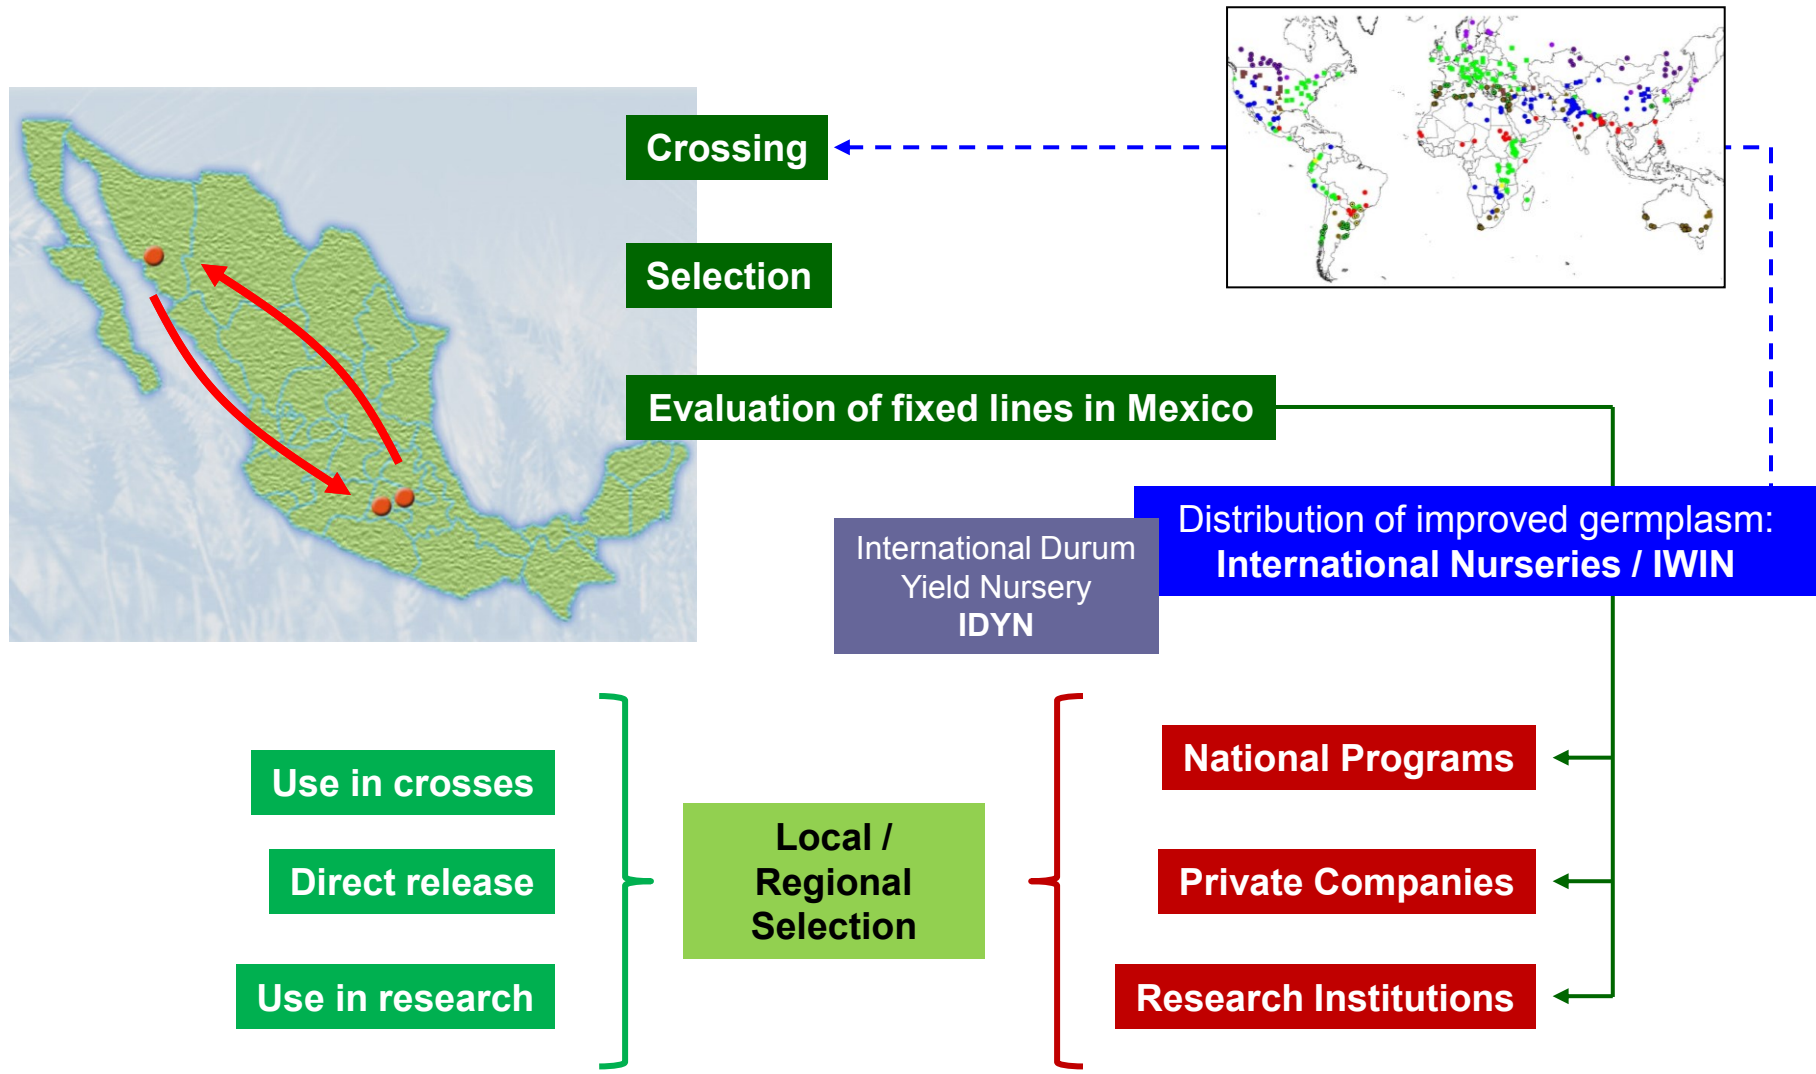 Crossing
Selection
Evaluation of fixed lines in Mexico
Distribution of improved germplasm:
International Nurseries / IWIN
International Durum
Yield Nursery
IDYN
National Programs
Private Companies
Research Institutions
Local /
Regional
Selection
Use in crosses
Direct release
Use in research